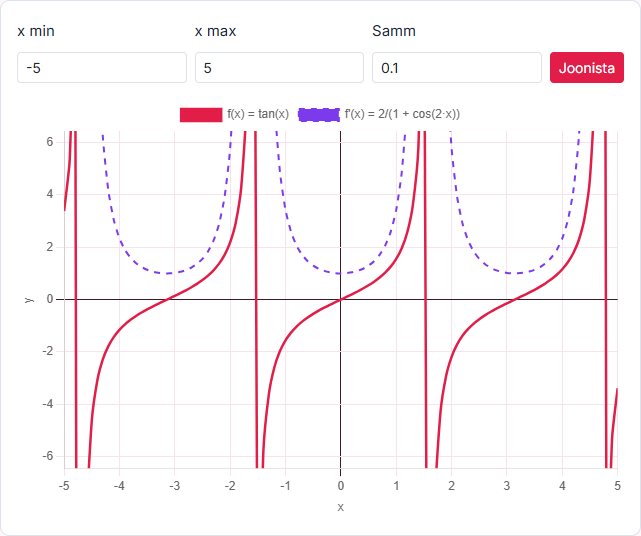 x min
x max
Samm
-5
5
0.1
Joonista
f(x) = tan(x)
f'(x) = 2/(1 + cos(2·x))
6
4
2
0
-2
-4
-6
y
-5
-4
-3
-2
-1
0
1
2
3
4
5
x